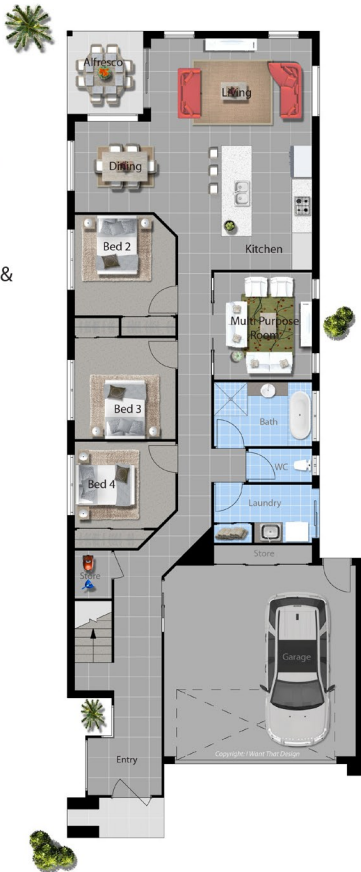 Alfresco
Living
Dining
Kitchen
Bed 2
&
Multi Purpose
Room
Bed 3
Bath
WC
Bed 4
Laundry
Store
Store
Garage
Entry
Copyright: I Want That Design